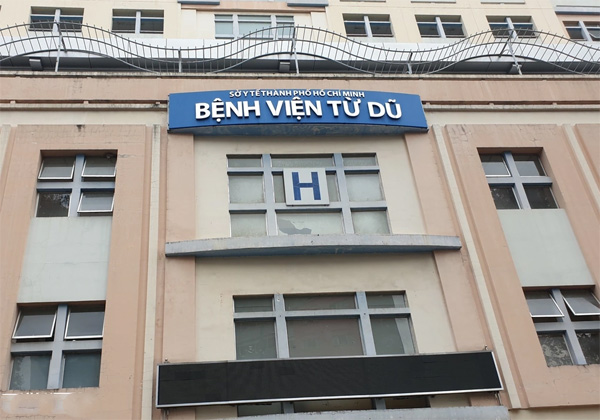 SỞ Y TẾ THÀNH PHỐ HỒ CHÍ MINH
BỆNH VIỆN TỪ DŨ
H